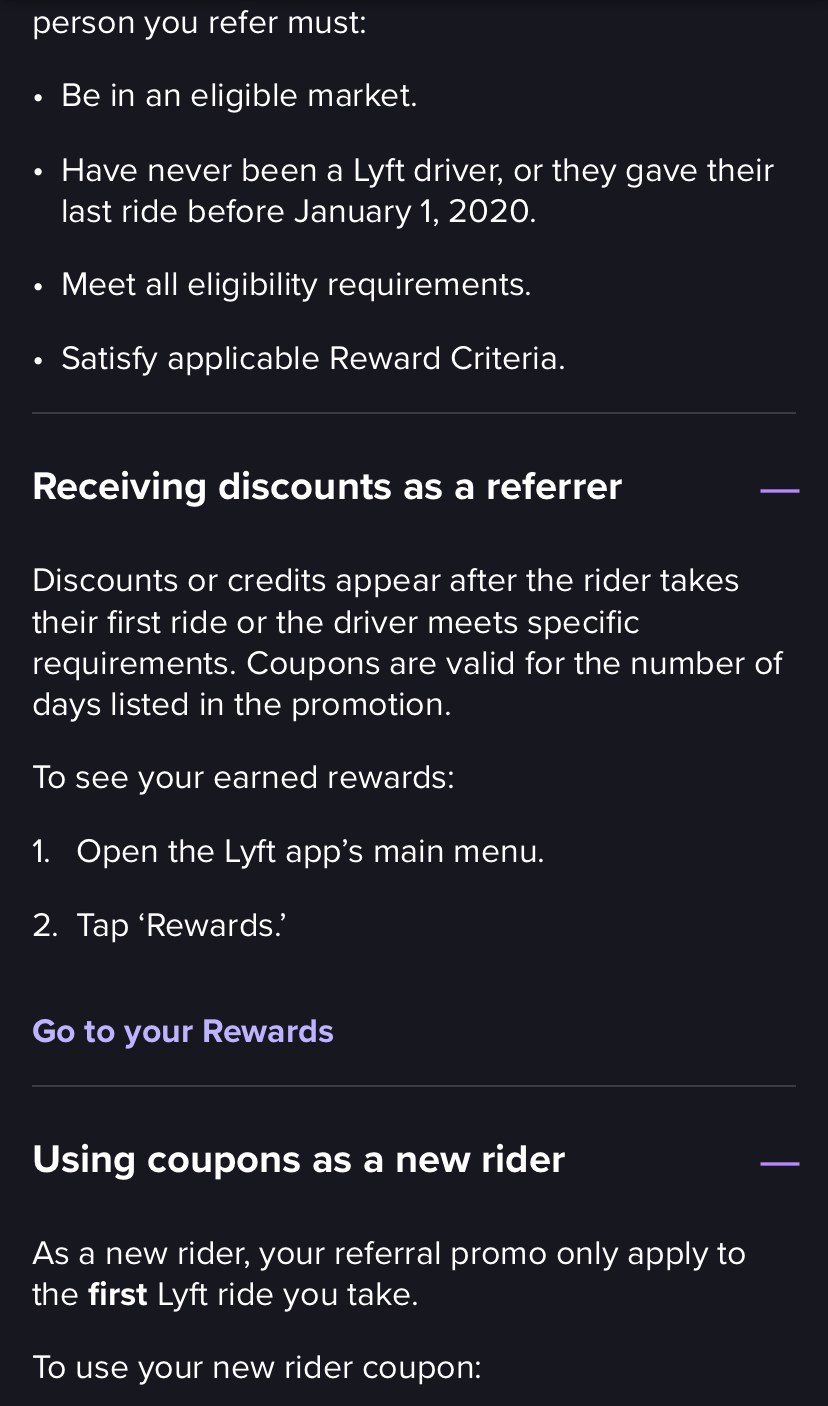 person you refer must:
• Be in an eligible market.
• Have never been a Lyft driver, or they gave their
last ride before January 1, 2020.
• Meet all eligibility requirements.
• Satisfy applicable Reward Criteria.
Receiving discounts as a referrer
Discounts or credits appear after the rider takes
their first ride or the driver meets specific
requirements. Coupons are valid for the number of
days listed in the promotion.
To see your earned rewards:
1. Open the Lyft app’s main menu.
2. Tap ‘Rewards.’
Go to your Rewards
Using coupons as a new rider
As a new rider, your referral promo only apply to
the first Lyft ride you take.
To use your new rider coupon: